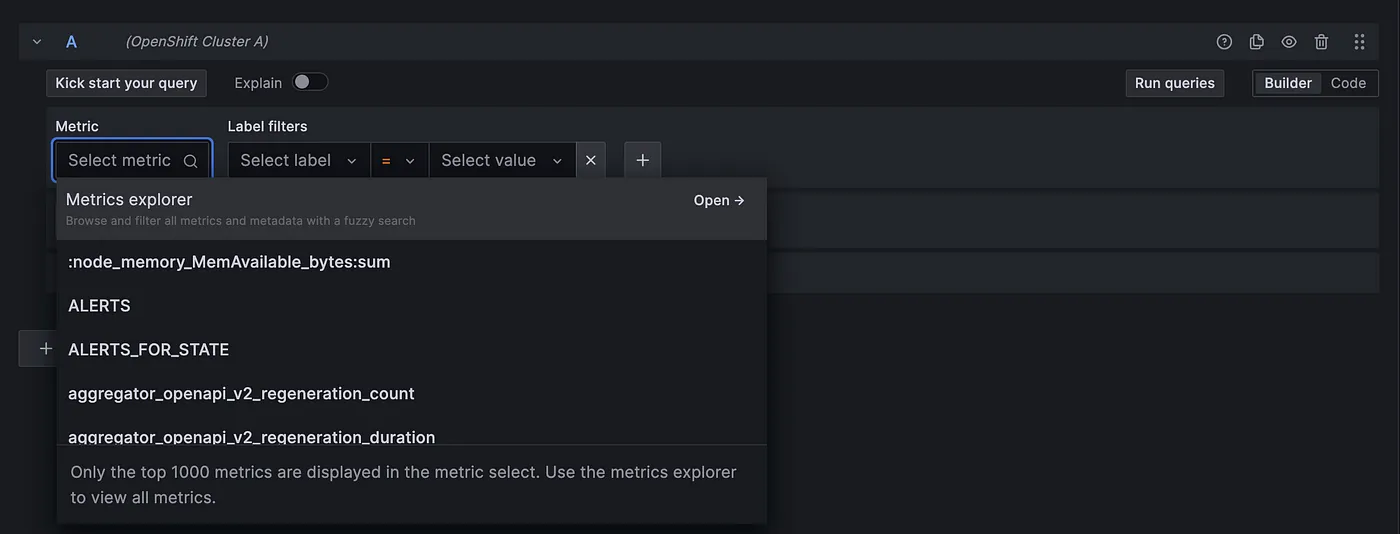 A (OpenShift Cluster A)
Kick start your query Explain Run queries Builder Code
Metric Label filters
Select metric Select label = Select value
Metrics explorer Open →
Browse and filter all metrics and metadata with a fuzzy search
:node_memory_MemAvailable_bytes:sum
ALERTS
ALERTS_FOR_STATE
aggregator_openapi_v2_regeneration_count
aggregator_openapi_v2_regeneration_duration
Only the top 1000 metrics are displayed in the metric select. Use the metrics explorer
to view all metrics.